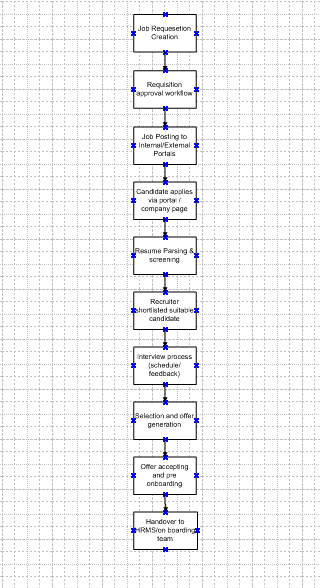 Job Requesetion
Creation
Requisition
approval workflow
Job Posting to
Internal/External
Portals
Candidate applies
via portal /
company page
Resume Parsing &
screening
Recruiter
shortlisted suitable
candidate
Interview process
(schedule/
feedback)
Selection and offer
generation
Offer accepting
and pre
onboarding
Handover to
HRMS/on boarding
team